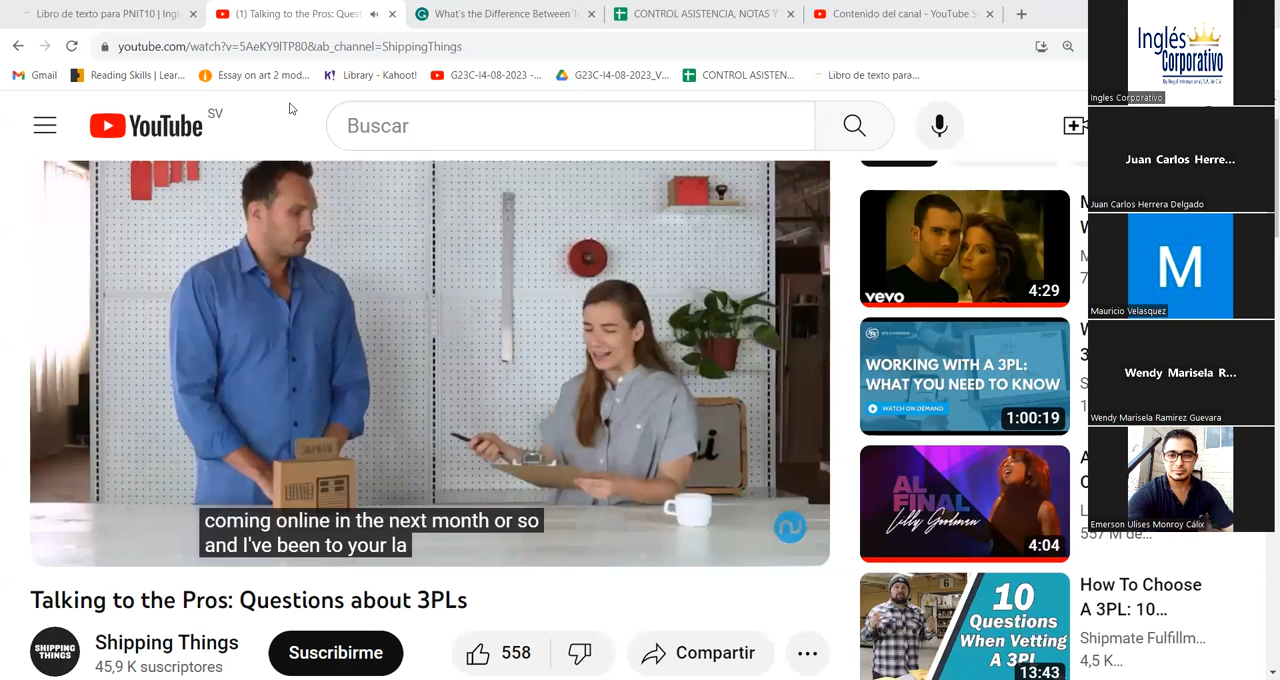 Libro de texto para PNIT10 | Ingl
(1) Talking to the Pros: Quest
What's the Difference Between T
CONTROL ASISTENCIA, NOTAS Y
Contenido del canal - YouTube S
youtube.com/watch?v=5AeKY9lTP80&ab_channel=ShippingThings
Gmail
Reading Skills | Lear...
Essay on art 2 mod...
K!
Library - Kahoot!
G23C-I4-08-2023 -...
G23C-I4-08-2023_V...
CONTROL ASISTEN...
Libro de texto para...
YouTube
SV
Buscar
coming online in the next month or so
and I've been to your la
Talking to the Pros: Questions about 3PLs
SHIPPING
THINGS
Shipping Things
45,9 K suscriptores
Suscribirme
558
Compartir
vevo
4:29
WORKING WITH A 3PL:
WHAT YOU NEED TO KNOW
WATCH ON DEMAND
1:00:19
AL
FINAL
Lilly Goodman
4:04
557 M de...
10
Questions
When Vetting
A 3PL
13:43
How To Choose
A 3PL: 10...
Shipmate Fulfillm...
4,5 K...
Inglés
Corporativo
Ingles Corporativo
Juan Carlos Herre...
Juan Carlos Herrera Delgado
M
Mauricio Velasquez
Wendy Marisela R...
Wendy Marisela Ramirez Guevara
Emerson Ulises Monroy Cálix